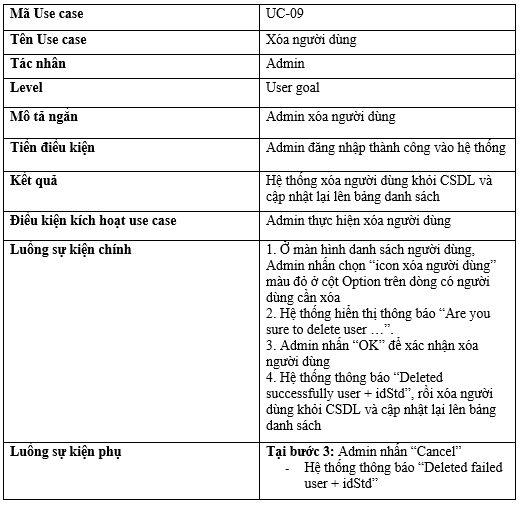 Mã Use case UC-09
Tên Use case Xóa người dùng
Tác nhân Admin
Level User goal
Mô tả ngắn Admin xóa người dùng
Tiền điều kiện Admin đăng nhập thành công vào hệ thống
Kết quả Hệ thống xóa người dùng khỏi CSDL và
cập nhật lại lên bảng danh sách
Điều kiện kích hoạt use case Admin thực hiện xóa người dùng
Luồng sự kiện chính 1. Ở màn hình danh sách người dùng,
Admin nhấn chọn “icon xóa người dùng”
màu đỏ ở cột Option trên dòng có người
dùng cần xóa
2. Hệ thống hiển thị thông báo “Are you
sure to delete user …”.
3. Admin nhấn “OK” để xác nhận xóa
người dùng
4. Hệ thống thông báo “Deleted
successfully user + idStd”, rồi xóa người
dùng khỏi CSDL và cập nhật lại lên bảng
danh sách
Luồng sự kiện phụ Tại bước 3: Admin nhấn “Cancel”
- Hệ thống thông báo “Deleted failed
user + idStd”